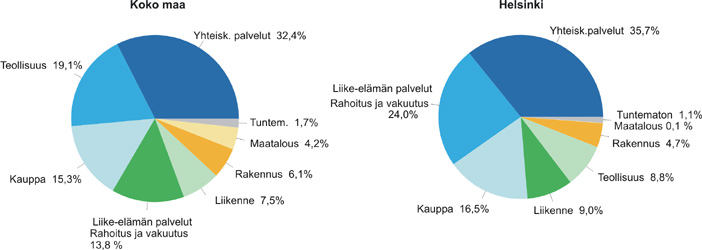 Koko maa
Yhteisk. palvelut 32,4%
Teollisuus
19,1%
Tuntem. 1,7%
Maatalous 4,2%
Rakennus 6,1%
Kauppa 15,3%
Liikenne 7,5%
Liike-elämän palvelut
Rahoitus ja vakuutus
13,8 %
Helsinki
Yhteisk.palvelut 35,7%
Liike-elämän palvelut
Rahoitus ja vakuutus
24,0%
Tuntematon 1,1%
Maatalous 0,1 %
Rakennus 4,7%
Teollisuus 8,8%
Kauppa 16,5%
Liikenne 9,0%